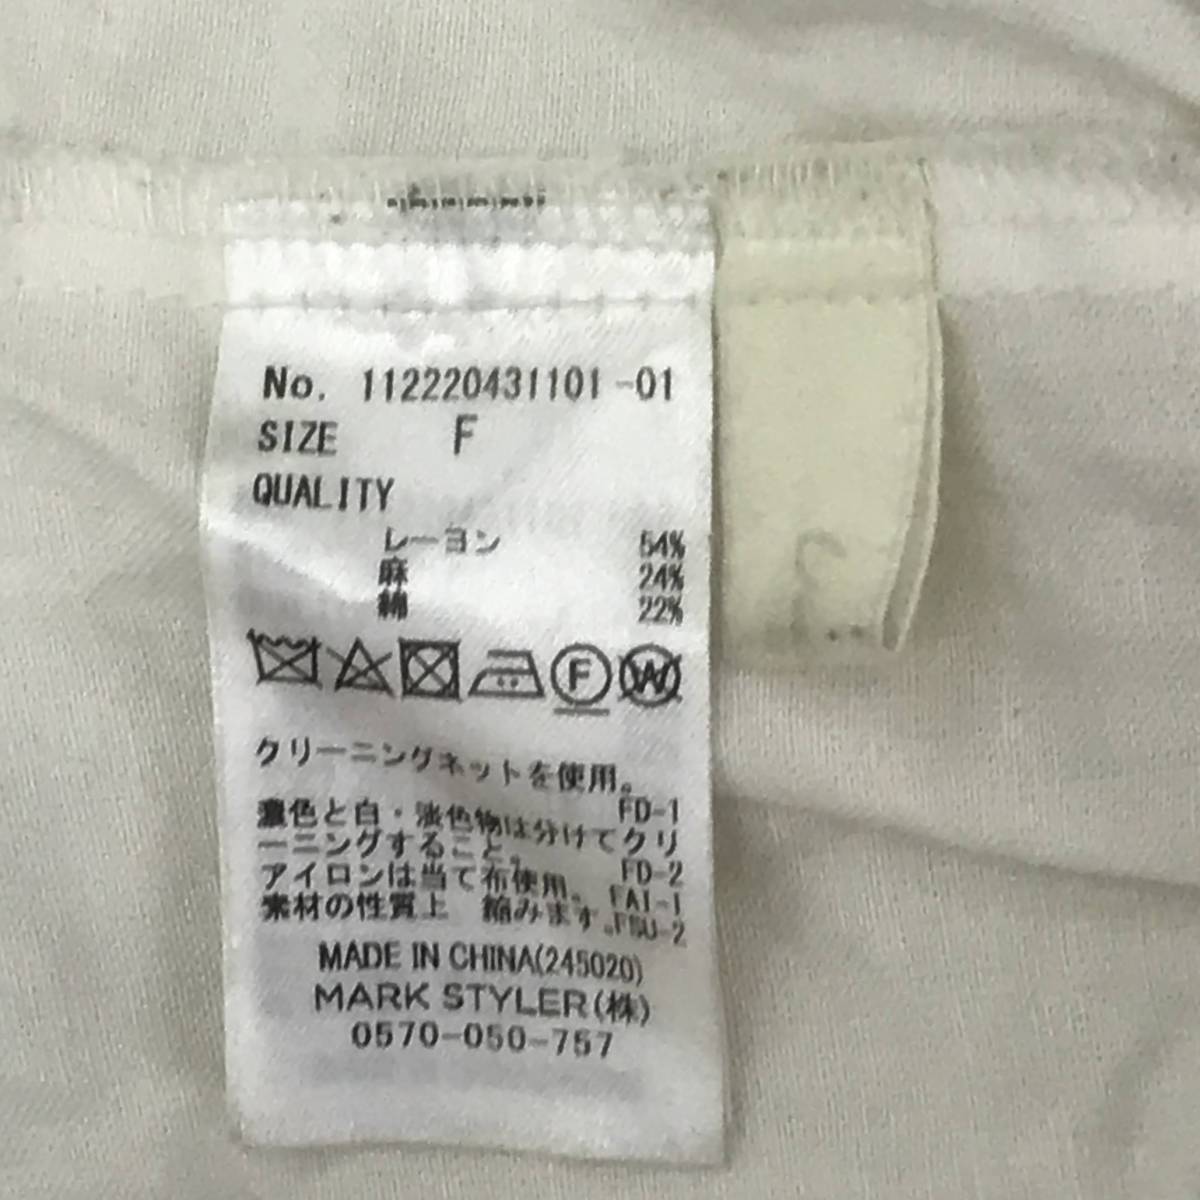 No. 112220431101-01
SIZE F
QUALITY
レーヨン 54%
麻 24%
綿 22%
F W
クリーニングネットを使用。
FD-1
濃色と白・淡色物は分けてクリ
ーニングすること。
FD-2
アイロンは当て布使用。 FAI-1
素材の性質上 縮みます。FSU-2
MADE IN CHINA(245020)
MARK STYLER(株)
0570-050-757